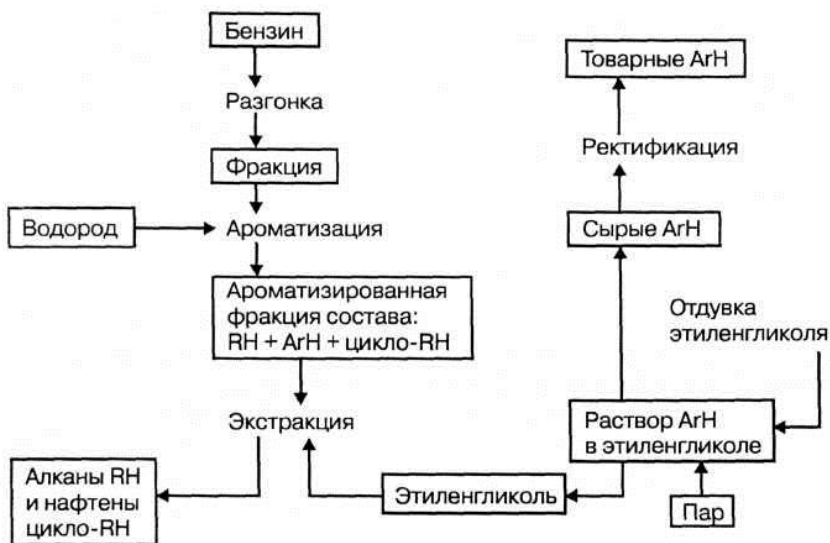 Бензин
Разгонка
Фракция
Водород
Ароматизация
Ароматизированная
фракция состава:
RH + ArH + цикло-RH
Экстракция
Алканы RH
и нафтены
цикло-RH
Этиленгликоль
Товарные ArH
Ректификация
Сырые ArH
Отдувка
этиленгликоля
Раствор ArH
в этиленгликоле
Пар